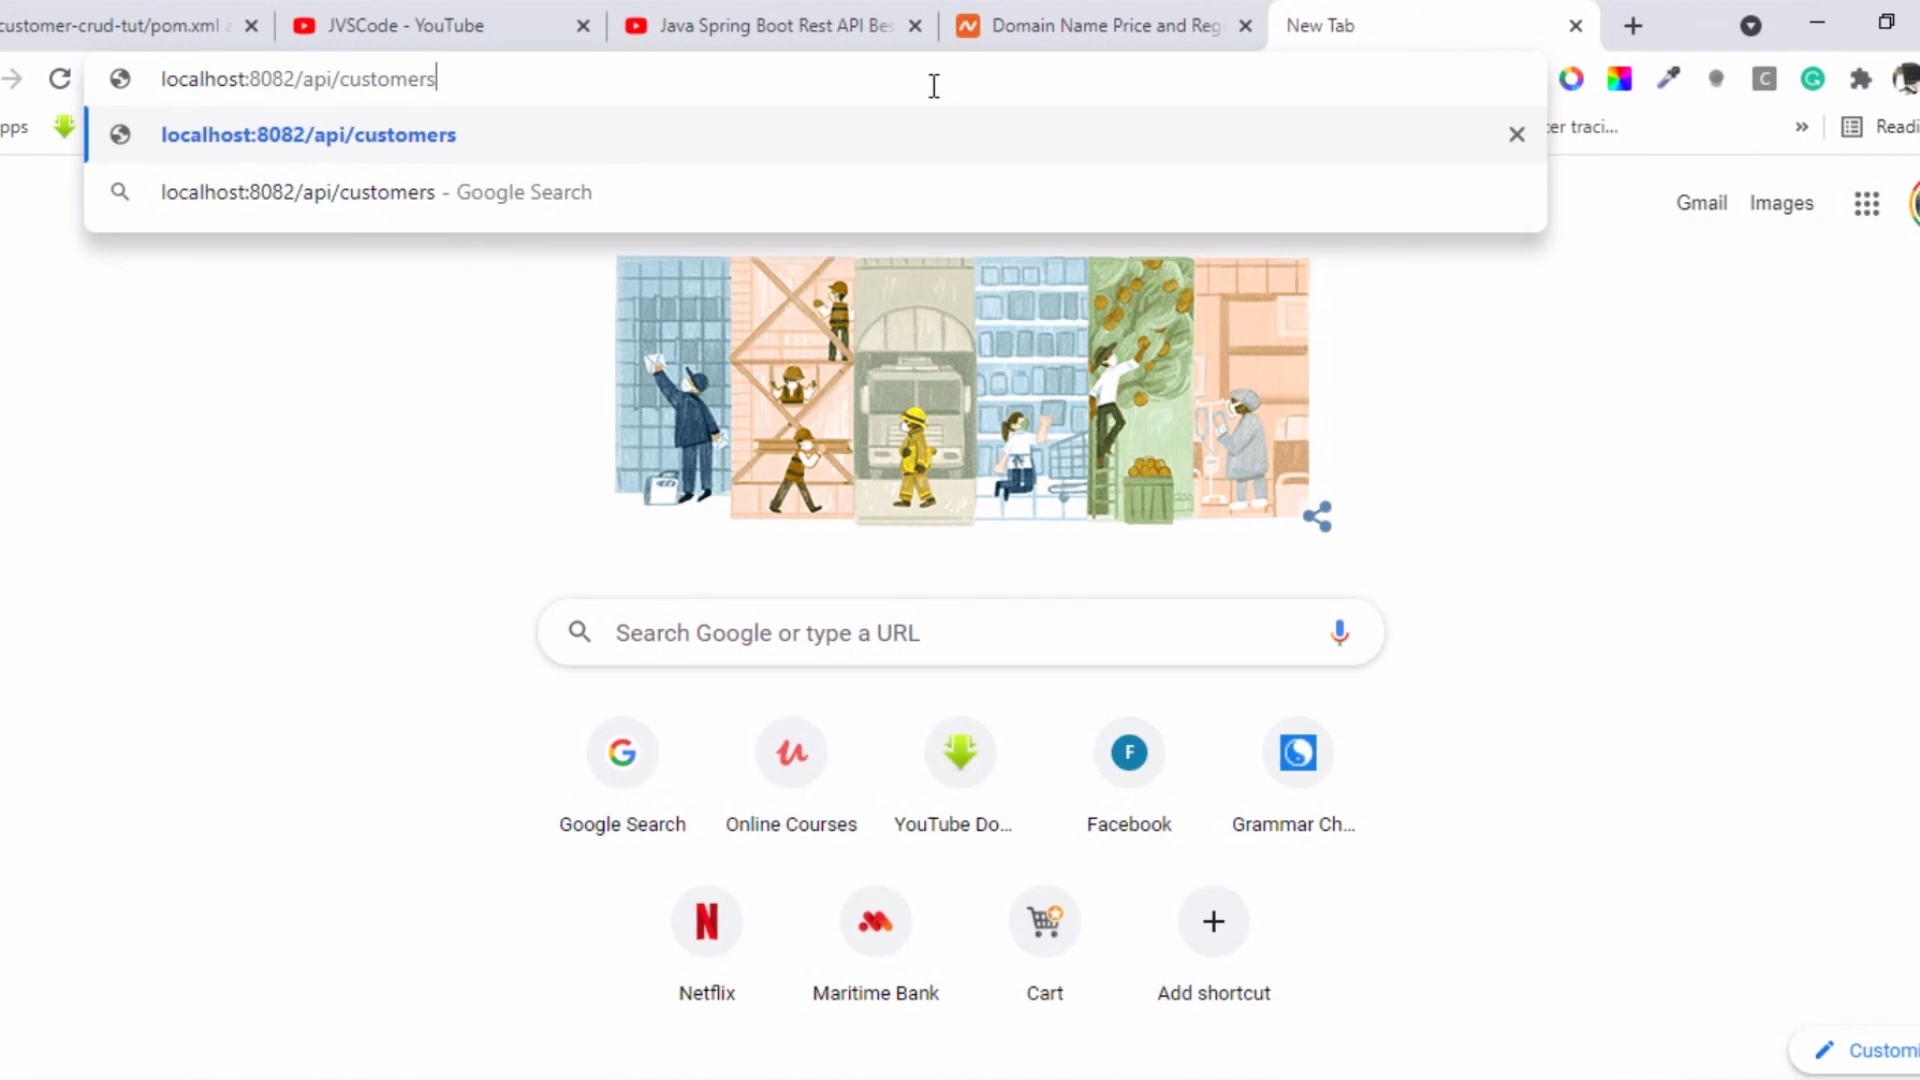 customer-crud-tut/pom.xml
JVSCode - YouTube
Java Spring Boot Rest API Bes
Domain Name Price and Reg
New Tab
localhost:8082/api/customers
C
G
localhost:8082/api/customers
localhost:8082/api/customers - Google Search
pps
er traci...
»
Readi
Gmail Images
Search Google or type a URL
Google Search
Online Courses
YouTube Do...
F
Facebook
Grammar Ch...
Netflix
Maritime Bank
Cart
Add shortcut
Customi